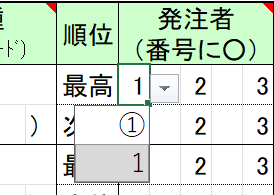 種
ード)
順位
発注者
(番号に〇)
最高 1 2 3
) 2 3
① 
1
最 2 3